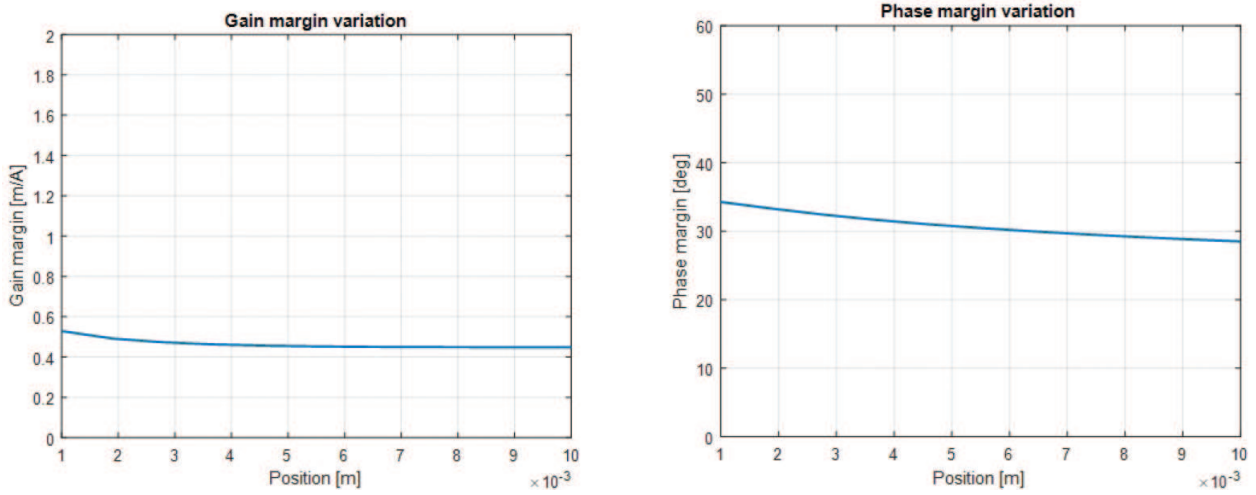 Gain margin variation
2
1.8
1.6
1.4
1.2
1
0.8
0.6
0.4
0.2
0
Gain margin [m/A]
1 2 3 4 5 6 7 8 9 10
Position [m]
×10-3
Phase margin variation
60
50
40
30
20
10
0
Phase margin [deg]
1 2 3 4 5 6 7 8 9 10
Position [m]
×10-3